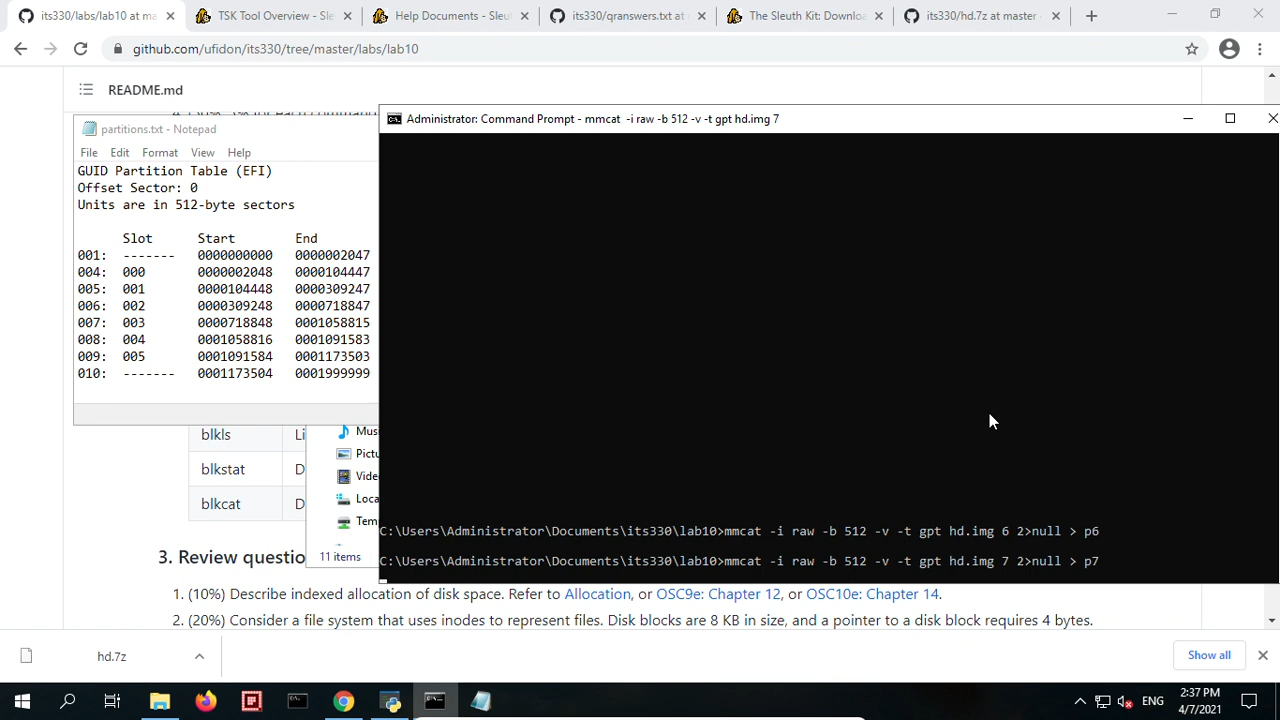 its330/labs/lab10 at ma
TSK Tool Overview - Sle
Help Documents - Sleut
its330/qranswers.txt at
The Sleuth Kit: Downloa
its330/hd.7z at master
github.com/ufidon/its330/tree/master/labs/lab10
README.md
partitions.txt - Notepad
File Edit Format View Help
GUID Partition Table (EFI)
Offset Sector: 0
Units are in 512-byte sectors
Slot Start End
001: ------- 0000000000 0000002047
004: 000 0000002048 0000104447
005: 001 0000104448 0000309247
006: 002 0000309248 0000718847
007: 003 0000718848 0001058815
008: 004 0001058816 0001091583
009: 005 0001091584 0001173503
010: ------- 0001173504 0001999999
Administrator: Command Prompt - mmcat -i raw -b 512 -v -t gpt hd.img 7
C:\Users\Administrator\Documents\its330\lab10>mmcat -i raw -b 512 -v -t gpt hd.img 6 2>null > p6
C:\Users\Administrator\Documents\its330\lab10>mmcat -i raw -b 512 -v -t gpt hd.img 7 2>null > p7
blkls Li
blkstat D
blkcat D
Musi
Pictu
Video
Loca
Tem
11 items
3. Review questio
1. (10%) Describe indexed allocation of disk space. Refer to Allocation, or OSC9e: Chapter 12, or OSC10e: Chapter 14.
2. (20%) Consider a file system that uses inodes to represent files. Disk blocks are 8 KB in size, and a pointer to a disk block requires 4 bytes.
hd.7z
Show all
ENG
2:37 PM
4/7/2021